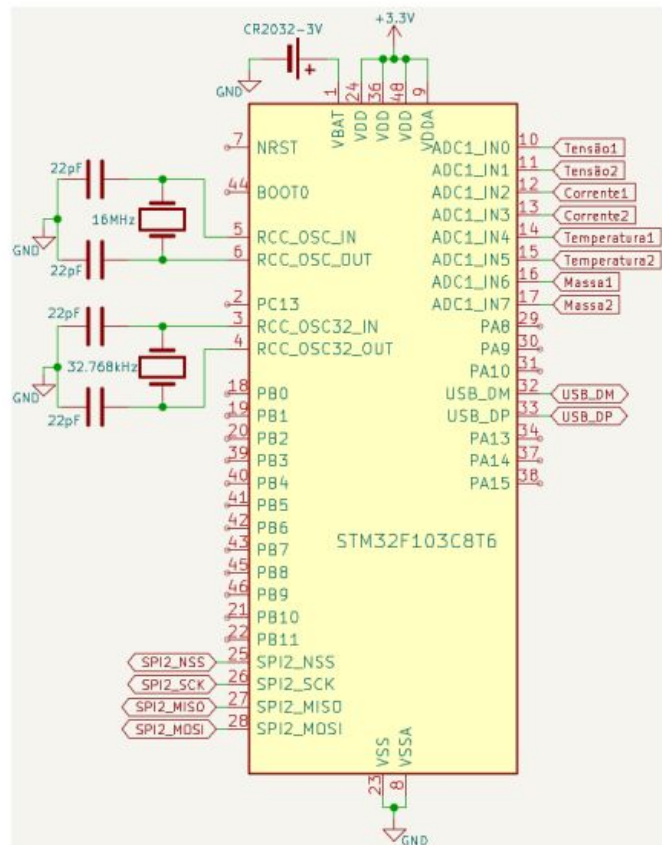 +3.3V
CR2032-3V
+
GND
1
24
36
48
9
VBAT
VDD
VDD
VDD
VDDA
7 NRST
ADC1_IN0 10 Tensão1
ADC1_IN1 11 Tensão2
22pF
44 BOOT0
ADC1_IN2 12 Corrente1
ADC1_IN3 13 Corrente2
16MHz
5 RCC_OSC_IN
ADC1_IN4 14 Temperatura1
GND
6 RCC_OSC_OUT
ADC1_IN5 15 Temperatura2
22pF
ADC1_IN6 16 Massa1
2 PC13
ADC1_IN7 17 Massa2
22pF
3 RCC_OSC32_IN
PA8 29
4 RCC_OSC32_OUT
PA9 30
32.768kHz
PA10 31
GND
18 PB0
USB_DM 32 USB_DM
22pF
19 PB1
USB_DP 33 USB_DP
20 PB2
PA13 34
39 PB3
PA14 37
40 PB4
PA15 38
41 PB5
42 PB6
43 PB7
STM32F103C8T6
45 PB8
46 PB9
21 PB10
22 PB11
SPI2_NSS 25 SPI2_NSS
SPI2_SCK 26 SPI2_SCK
SPI2_MISO 27 SPI2_MISO
SPI2_MOSI 28 SPI2_MOSI
VSS
VSSA
23
8
GND